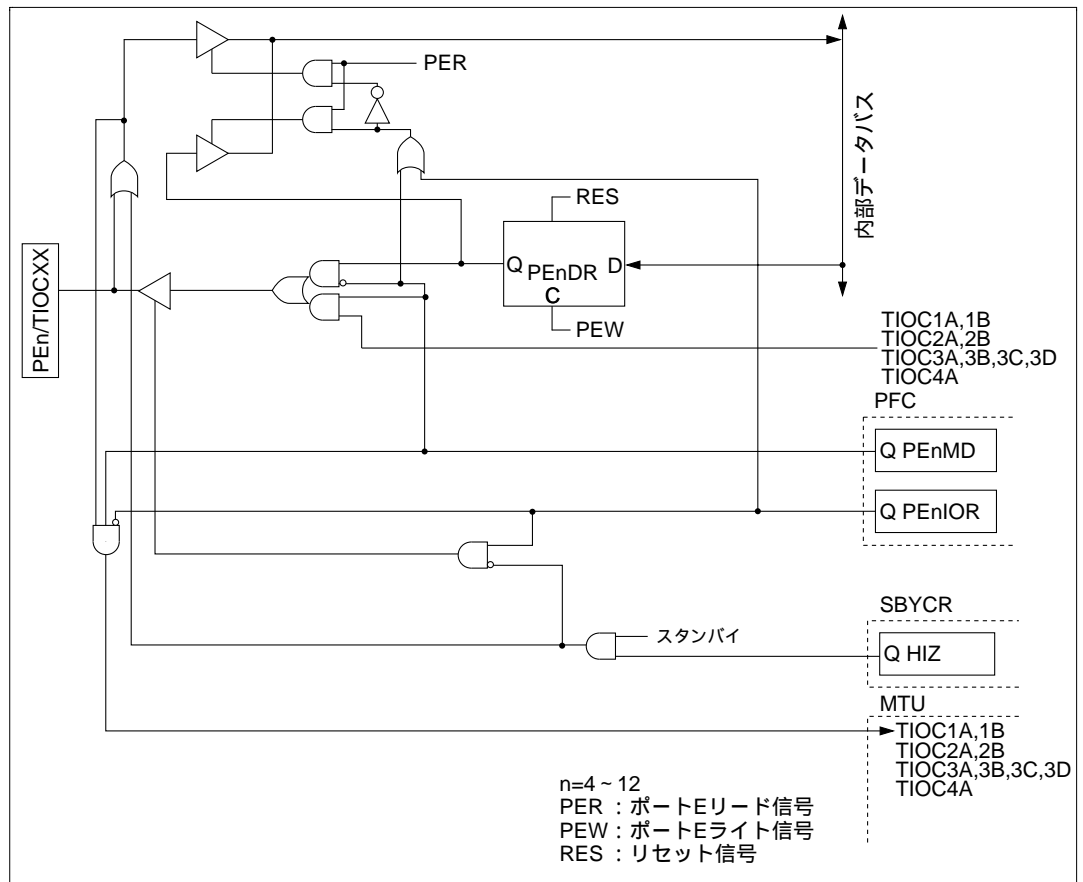 PER
内部データバス
RES
Q PEnDR D
C
PEW
PEn/TIOCXX
TIOC1A,1B
TIOC2A,2B
TIOC3A,3B,3C,3D
TIOC4A
PFC
Q PEnMD
Q PEnIOR
SBYCR
スタンバイ
Q HIZ
MTU
TIOC1A,1B
TIOC2A,2B
TIOC3A,3B,3C,3D
TIOC4A
n=4～12
PER ：ポートEリード信号
PEW ：ポートEライト信号
RES ：リセット信号